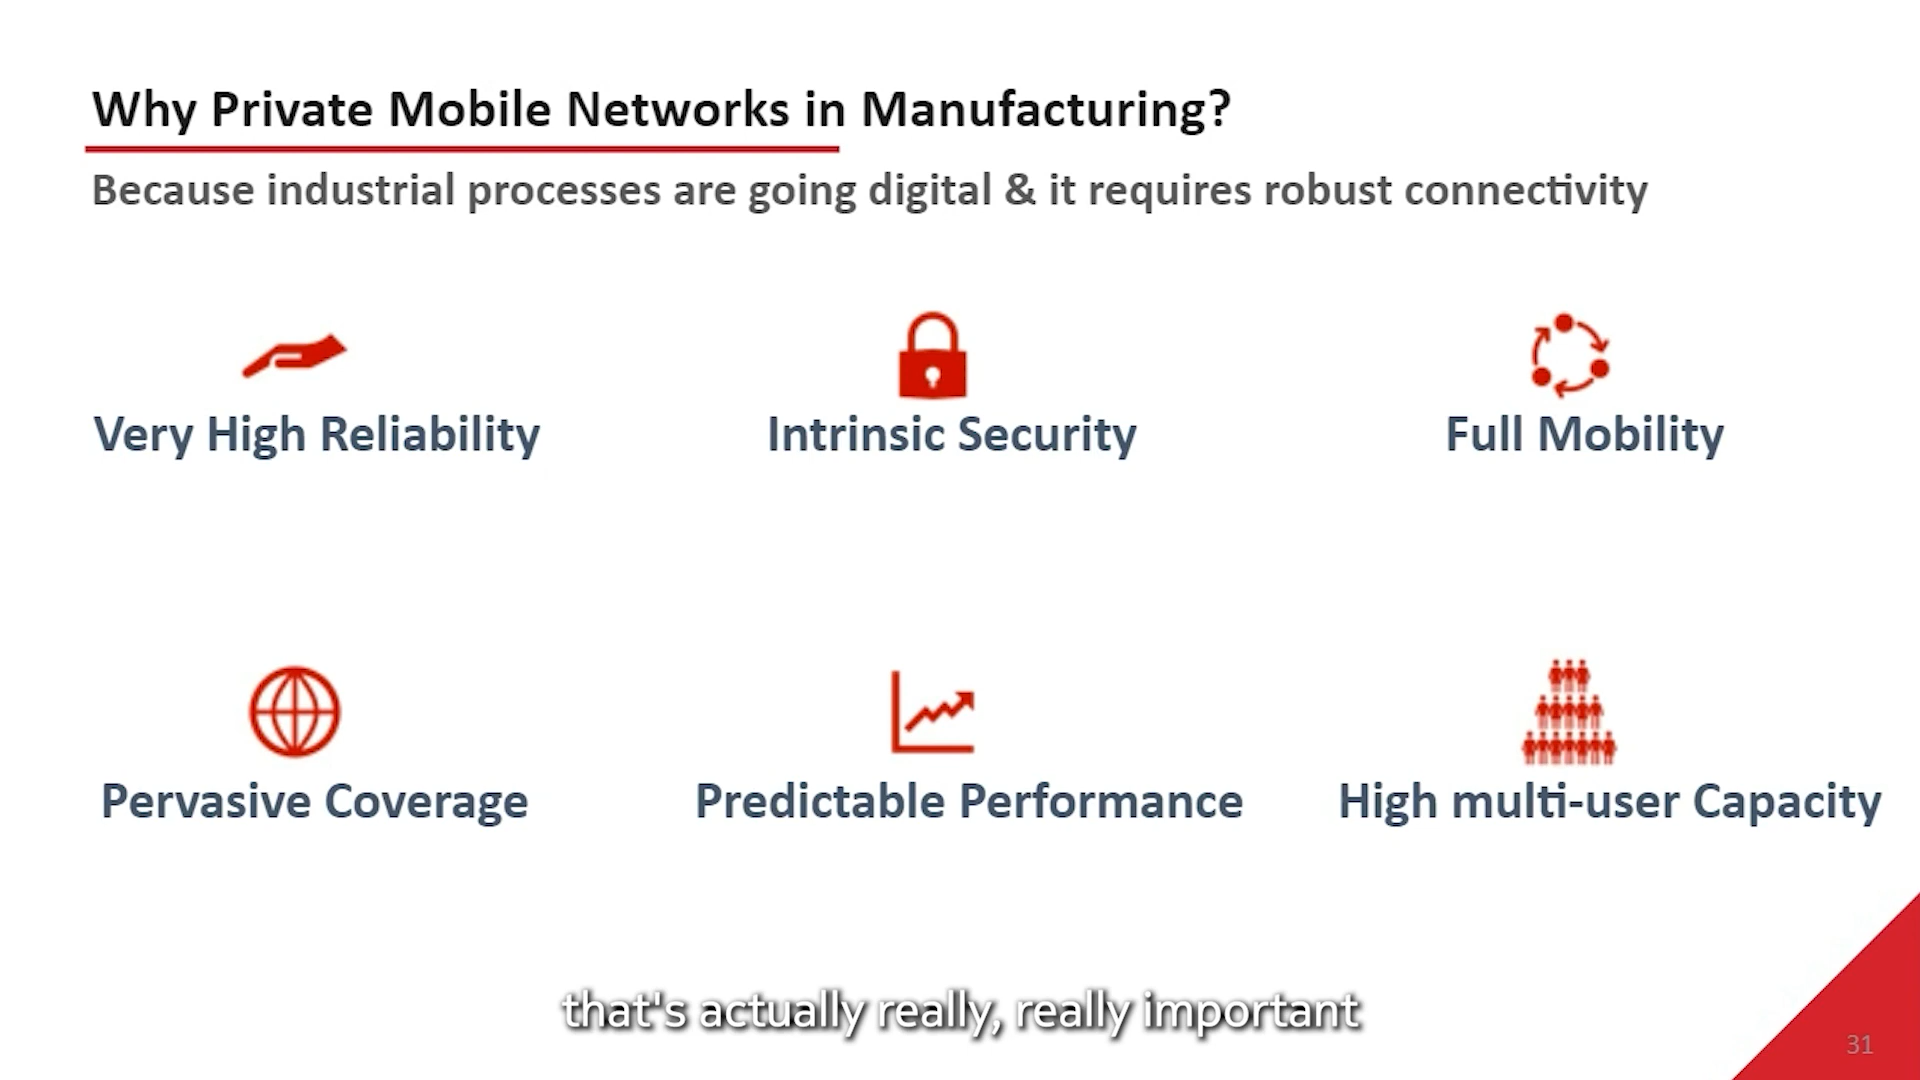 Why Private Mobile Networks in Manufacturing?
Because industrial processes are going digital & it requires robust connectivity
Very High Reliability
Intrinsic Security
Full Mobility
Pervasive Coverage
Predictable Performance
High multi-user Capacity
that's actually really, really important
31